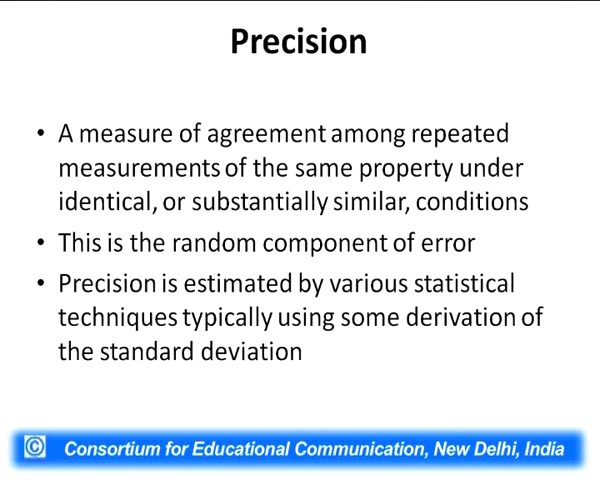 Precision
• A measure of agreement among repeated
measurements of the same property under
identical, or substantially similar, conditions
• This is the random component of error
• Precision is estimated by various statistical
techniques typically using some derivation of
the standard deviation
© Consortium for Educational Communication, New Delhi, India